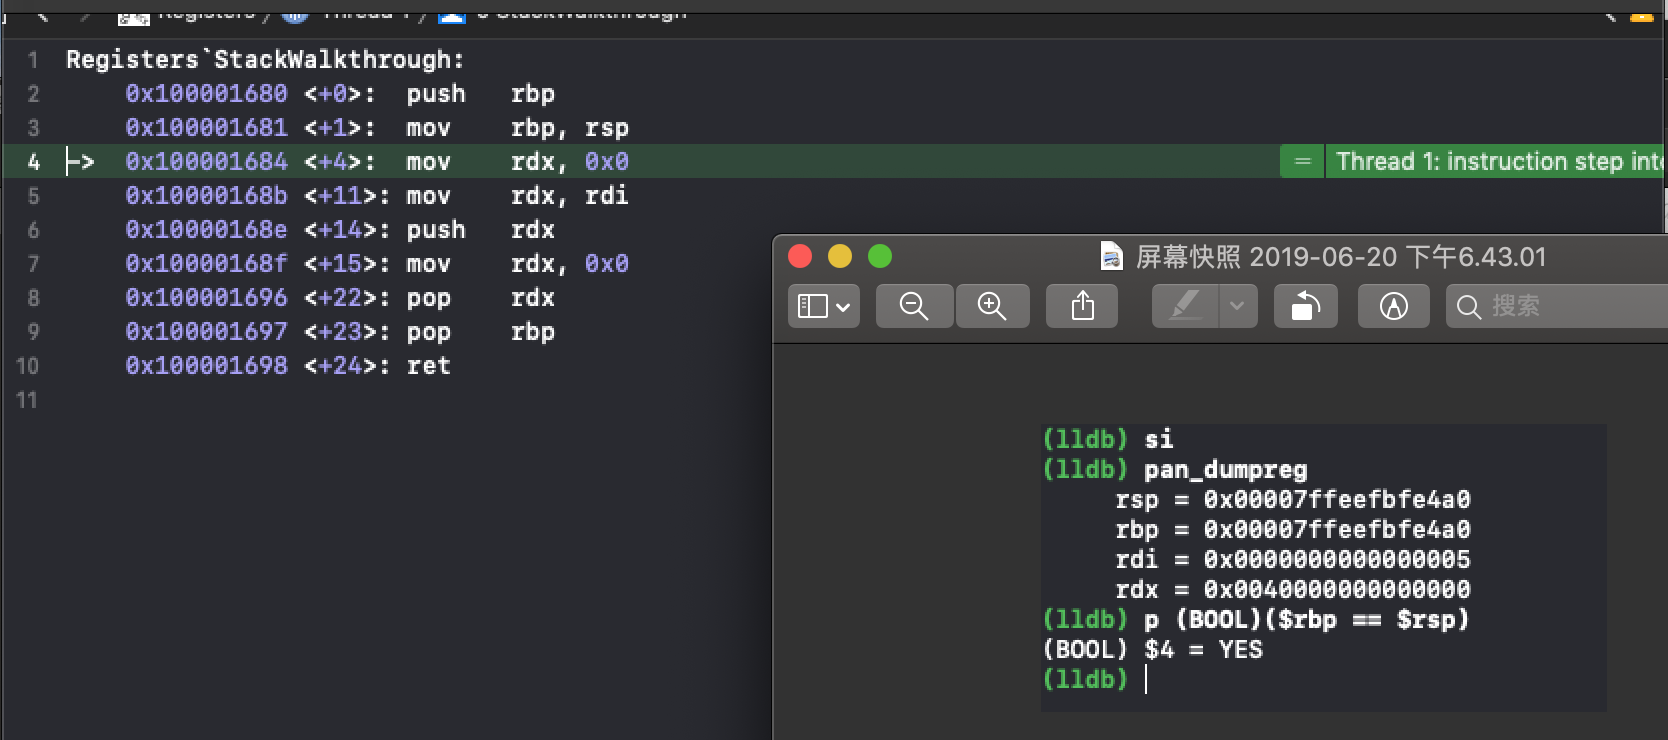 Registers / Thread 1 / 0 StackWalkthrough
1 Registers`StackWalkthrough:
2 0x100001680 <+0>: push rbp
3 0x100001681 <+1>: mov rbp, rsp
4 -> 0x100001684 <+4>: mov rdx, 0x0 = Thread 1: instruction step into
5 0x10000168b <+11>: mov rdx, rdi
6 0x10000168e <+14>: push rdx
7 0x10000168f <+15>: mov rdx, 0x0
8 0x100001696 <+22>: pop rdx
9 0x100001697 <+23>: pop rbp
10 0x100001698 <+24>: ret
11
屏幕快照 2019-06-20 下午6.43.01
搜索
(lldb) si
(lldb) pan_dumpreg
rsp = 0x00007ffeefbfe4a0
rbp = 0x00007ffeefbfe4a0
rdi = 0x0000000000000005
rdx = 0x0040000000000000
(lldb) p (BOOL)($rbp == $rsp)
(BOOL) $4 = YES
(lldb)